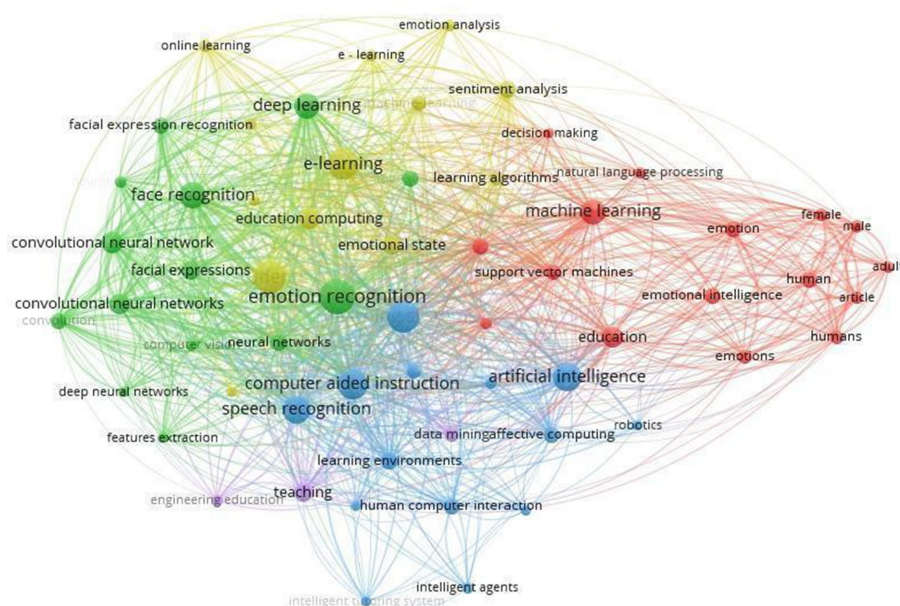 emotion analysis
online learning
e - learning
sentiment analysis
deep learning
facial expression recognition
decision making
e-learning
natural language processing
learning algorithms
face recognition
machine learning
education computing
female
male
emotion
convolutional neural network
emotional state
adult
facial expressions
support vector machines
human
emotion recognition
emotional intelligence
article
convolutional neural networks
convolution
education
humans
computer vision
neural networks
emotions
artificial intelligence
computer aided instruction
deep neural networks
speech recognition
robotics
features extraction
data mining
affective computing
learning environments
teaching
engineering education
human computer interaction
intelligent agents
intelligent tutoring system